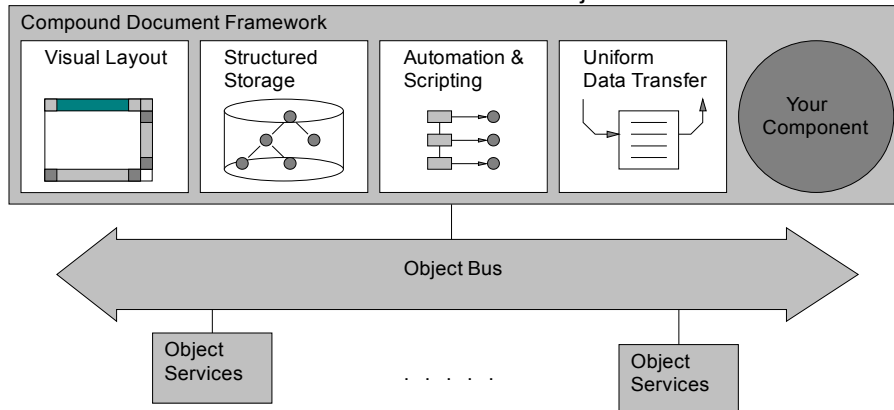 Compound Document Framework
Visual Layout
Structured
Storage
Automation &
Scripting
Uniform
Data Transfer
Your
Component
Object Bus
Object
Services
. . . . .
Object
Services